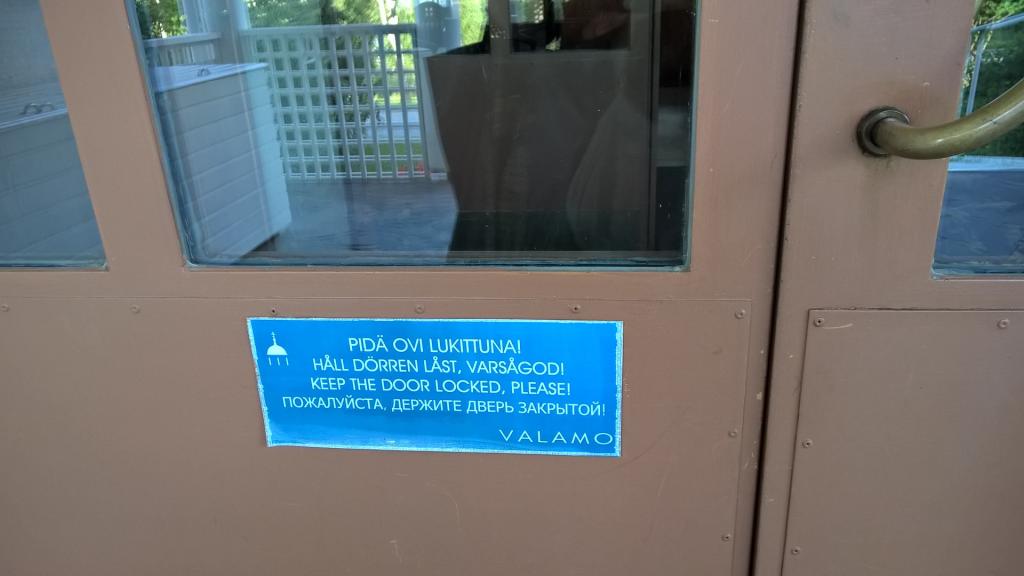 PIDÄ OVI LUKITTUNA!
HÅLL DÖRREN LÅST, VARSÅGOD!
KEEP THE DOOR LOCKED, PLEASE!
ПОЖАЛУЙСТА, ДЕРЖИТЕ ДВЕРЬ ЗАКРЫТОЙ!
VALAMO